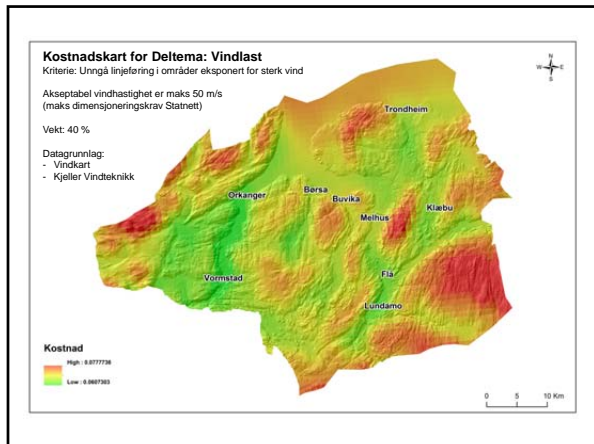 Kostnadskart for Deltema: Vindlast
Kriterie: Unngå linjeføring i områder eksponert for sterk vind
Akseptabel vindhastighet er maks 50 m/s
(maks dimensjoneringskrav Statnett)
Vekt: 40 %
Datagrunlag:
- Vindkart
- Kjeller Vindteknikk
N
W E
S
Trondheim
Orkanger
Børsa
Buvika
Melhus
Klæbu
Vormstad
Flå
Lundamo
Kostnad
High : 0.0777736
Low : 0.0607303
0 5 10 Km